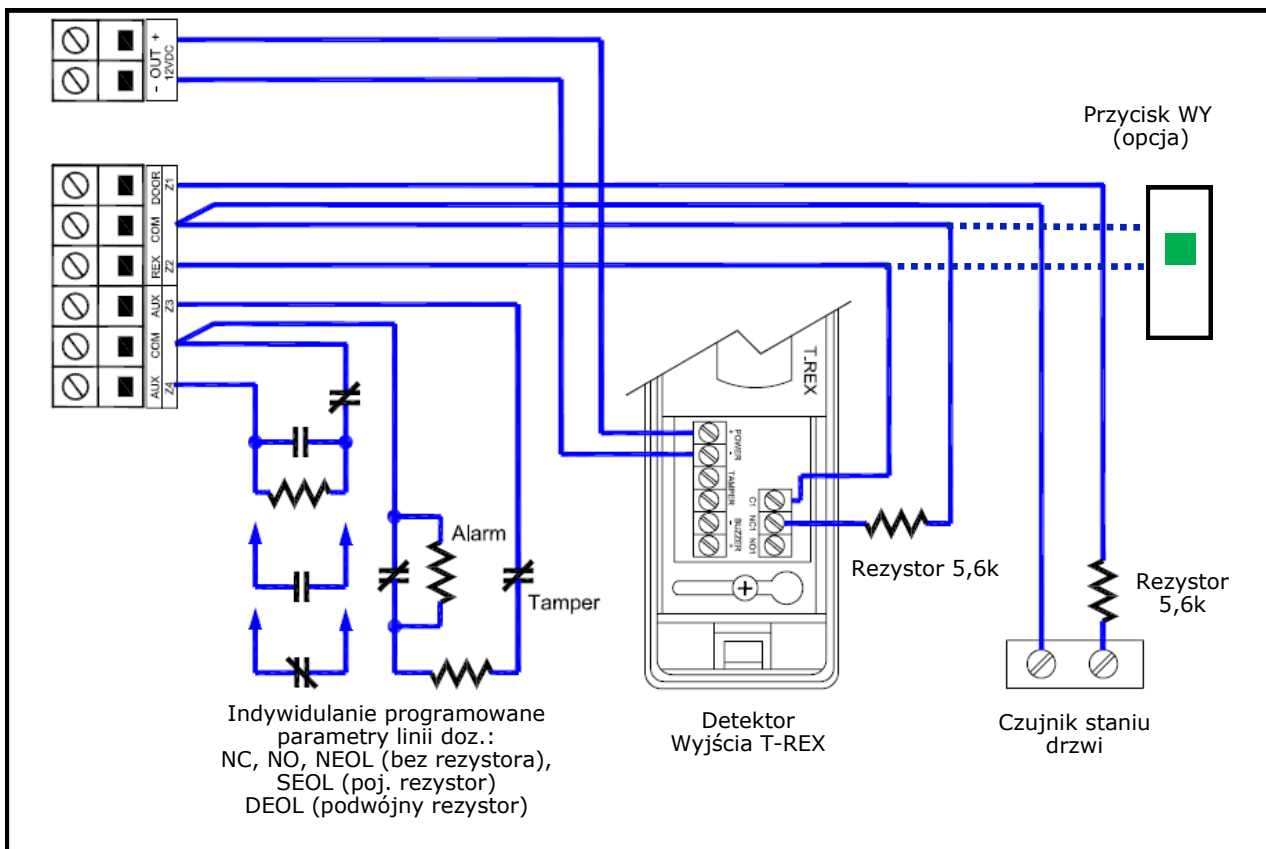 - OUT +
12VDC
Przycisk WY
(opcja)
DOOR
Z1
COM
REX
Z2
AUX
Z3
COM
AUX
Z4
T.REX
+ POWER -
TAMPER
- BUZZER +
C1 NC1 NO1
Alarm
Tamper
Rezystor 5,6k
Rezystor
5,6k
Indywidulanie programowane
parametry linii doz.:
NC, NO, NEOL (bez rezystora),
SEOL (poj. rezystor)
DEOL (podwójny rezystor)
Detektor
Wyjścia T-REX
Czujnik staniu
drzwi